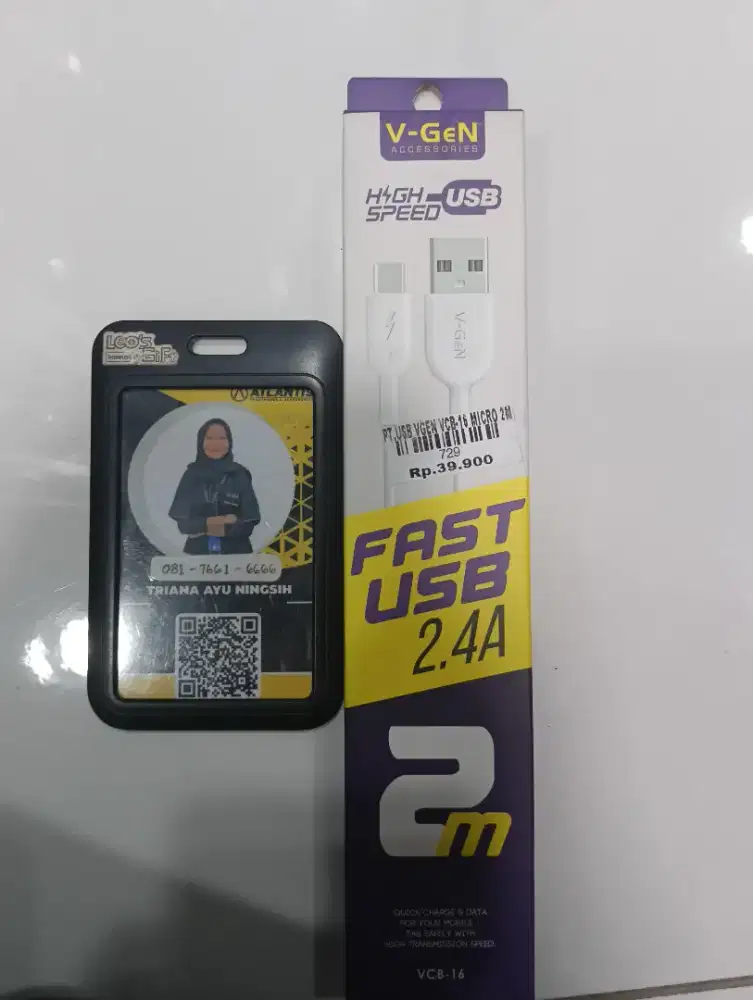 Leo's
Gift
ATLANTIS
081 - 7661 - 6666
TRIANA AYU NINGSIH
V-GeN
ACCESSORIES
HIGH
SPEED
USB
V-GeN
PT.USB VGEN VCB-16 MICRO 2M
729
Rp.39.900
FAST
USB
2.4A
2m
QUICK CHARGE & DATA
FOR YOUR MOBILE
THE SAFELY WITH
HIGH TRANSMISSION SPEED.
VCB-16